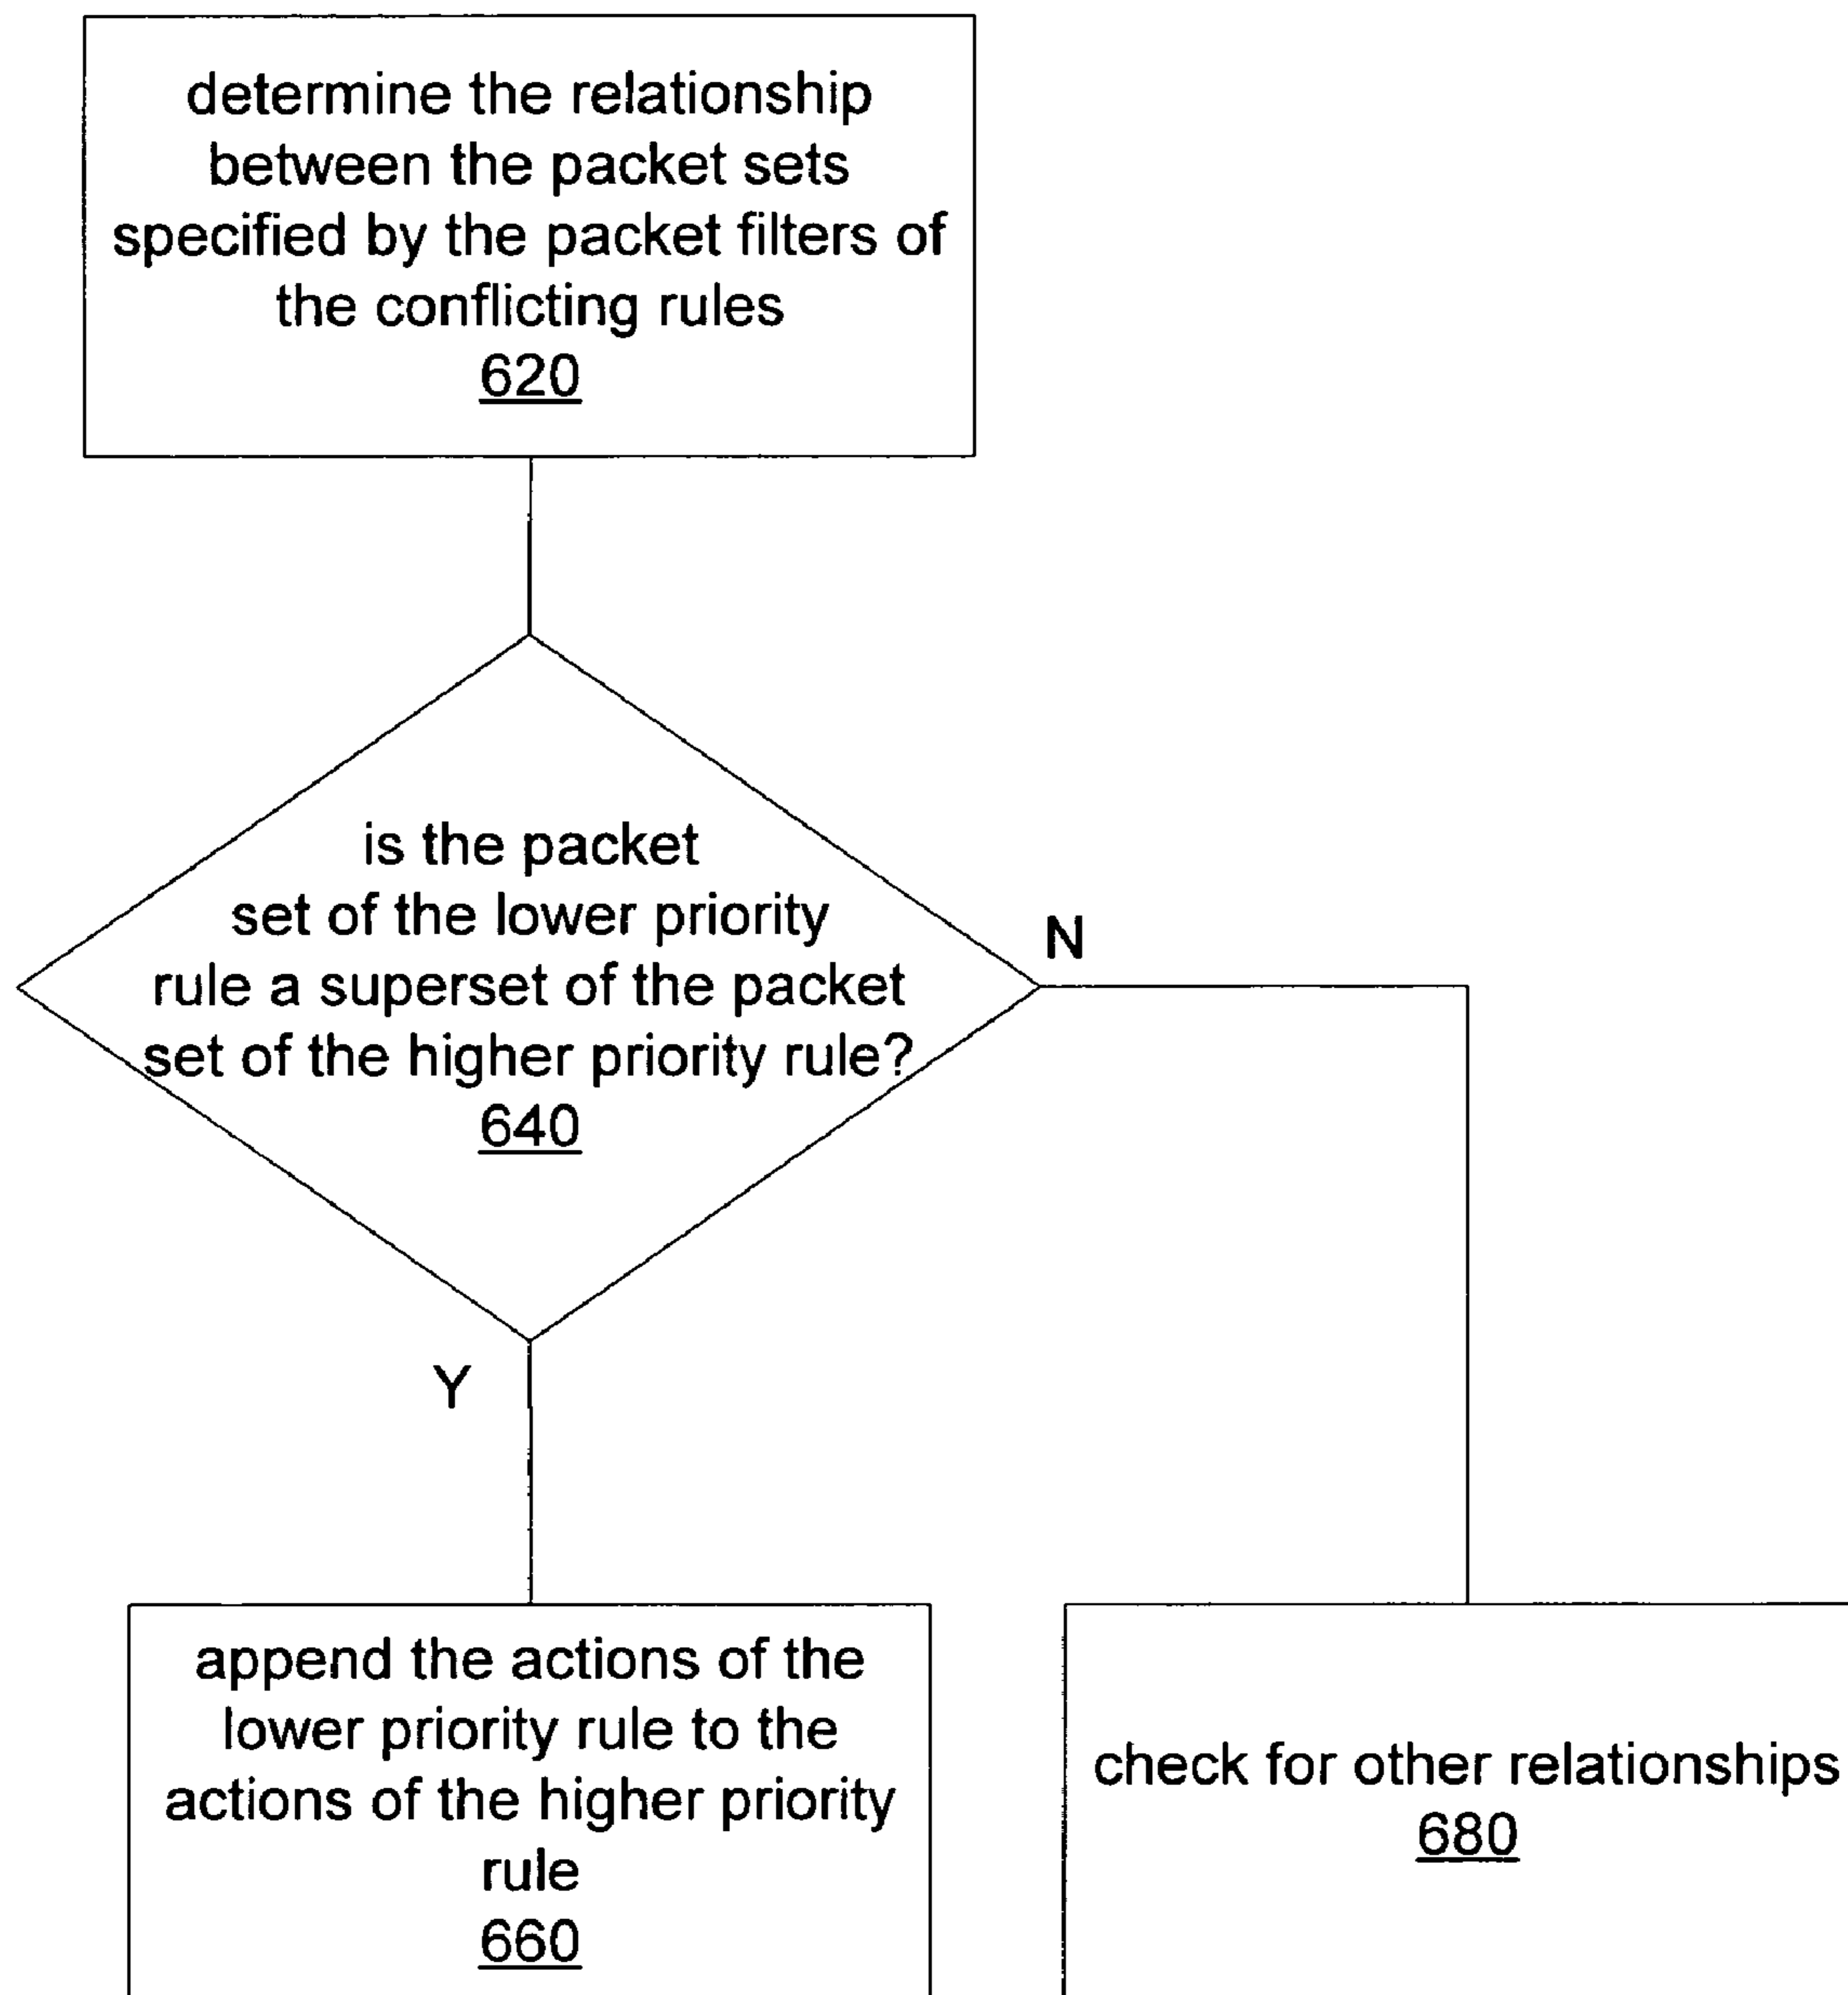 determine the relationship
between the packet sets
specified by the packet filters of
the conflicting rules
620
is the packet
set of the lower priority
rule a superset of the packet
set of the higher priority rule?
640
N
Y
append the actions of the
lower priority rule to the
actions of the higher priority
rule
660
check for other relationships
680